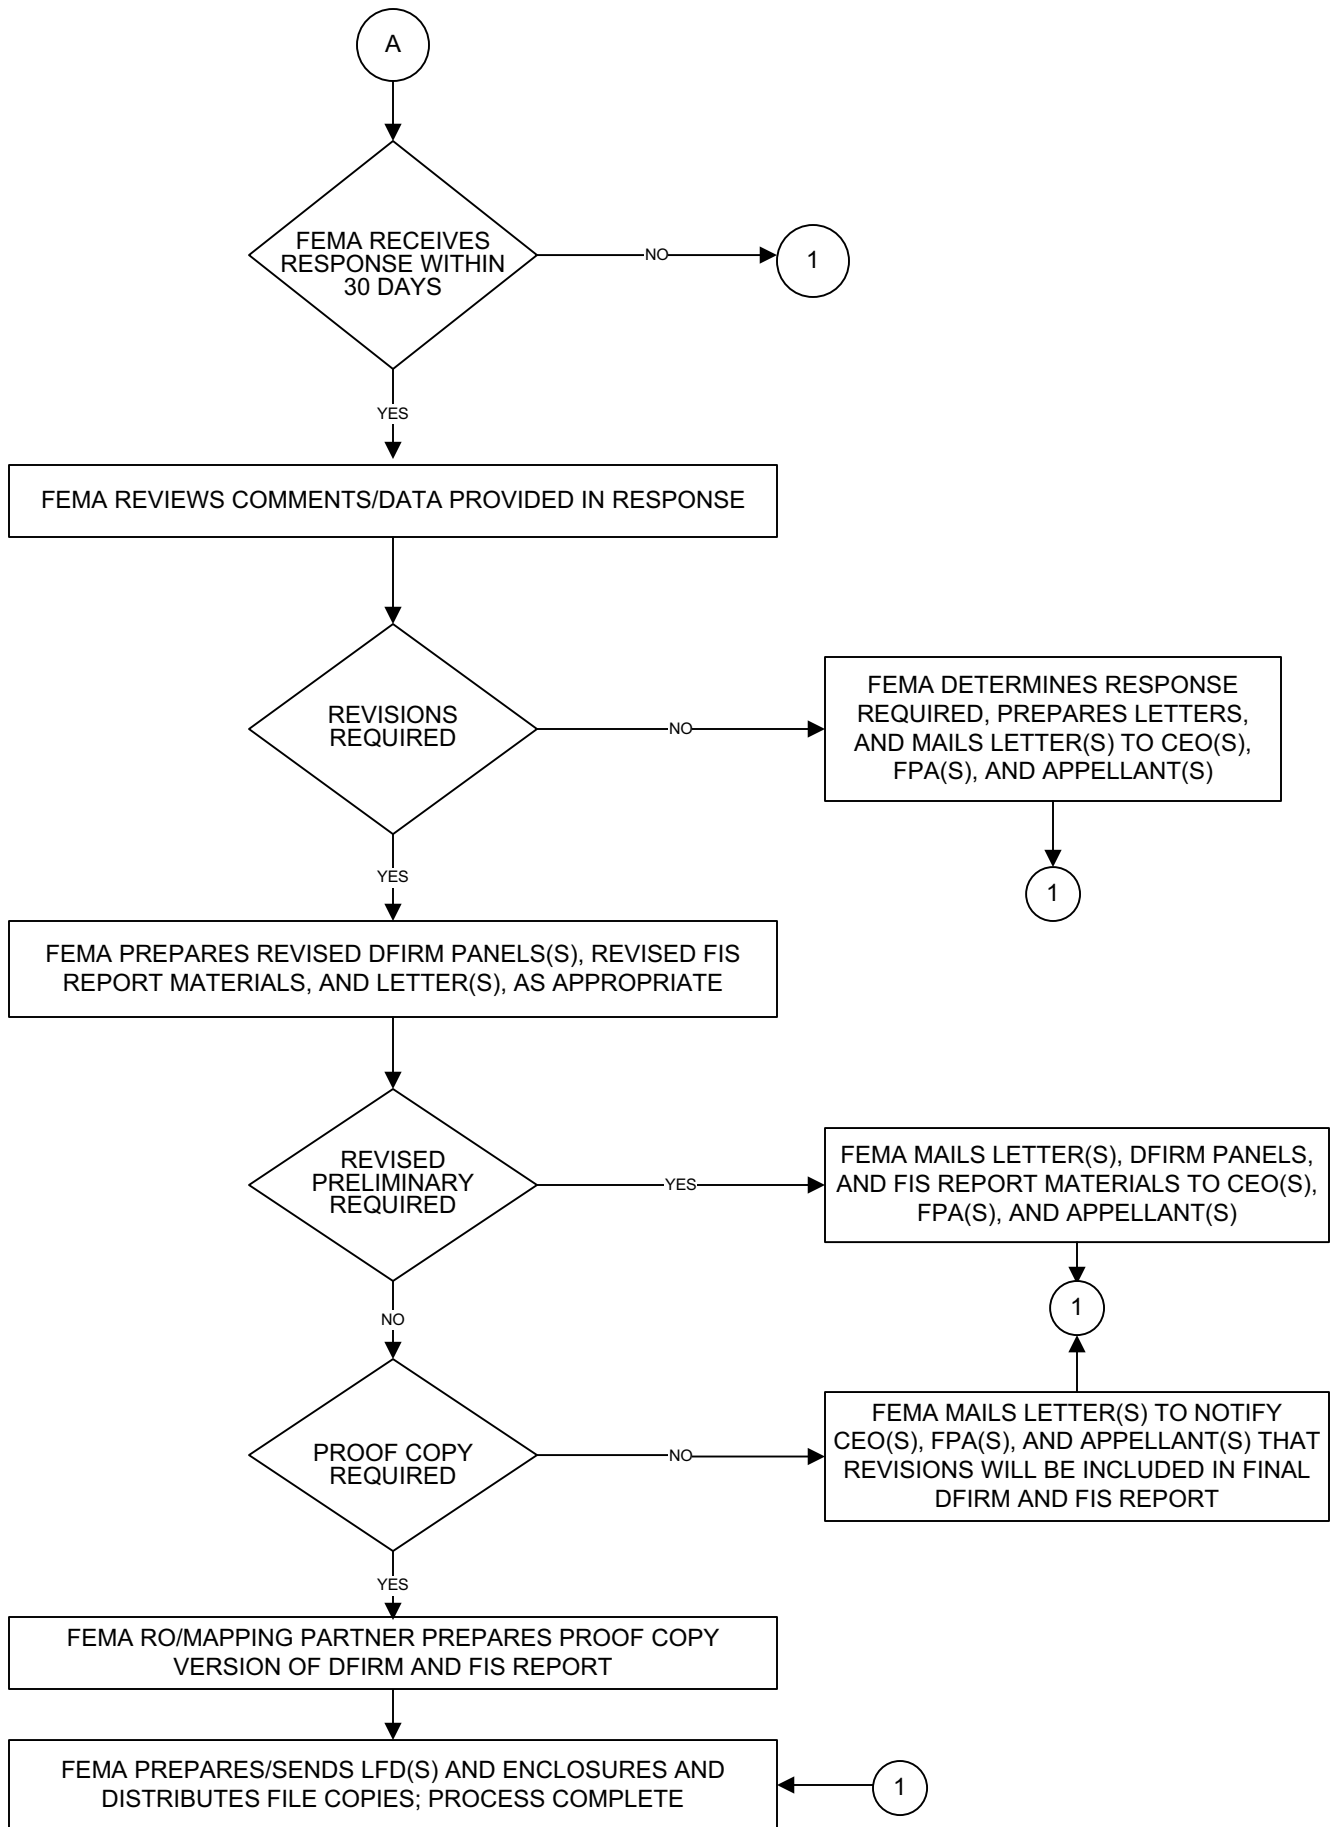 A
FEMA RECEIVES
RESPONSE WITHIN
30 DAYS
NO
1
YES
FEMA REVIEWS COMMENTS/DATA PROVIDED IN RESPONSE
REVISIONS
REQUIRED
NO
FEMA DETERMINES RESPONSE
REQUIRED, PREPARES LETTERS,
AND MAILS LETTER(S) TO CEO(S),
FPA(S), AND APPELLANT(S)
1
YES
FEMA PREPARES REVISED DFIRM PANELS(S), REVISED FIS
REPORT MATERIALS, AND LETTER(S), AS APPROPRIATE
REVISED
PRELIMINARY
REQUIRED
YES
FEMA MAILS LETTER(S), DFIRM PANELS,
AND FIS REPORT MATERIALS TO CEO(S),
FPA(S), AND APPELLANT(S)
1
NO
PROOF COPY
REQUIRED
NO
FEMA MAILS LETTER(S) TO NOTIFY
CEO(S), FPA(S), AND APPELLANT(S) THAT
REVISIONS WILL BE INCLUDED IN FINAL
DFIRM AND FIS REPORT
YES
FEMA RO/MAPPING PARTNER PREPARES PROOF COPY
VERSION OF DFIRM AND FIS REPORT
FEMA PREPARES/SENDS LFD(S) AND ENCLOSURES AND
DISTRIBUTES FILE COPIES; PROCESS COMPLETE
1